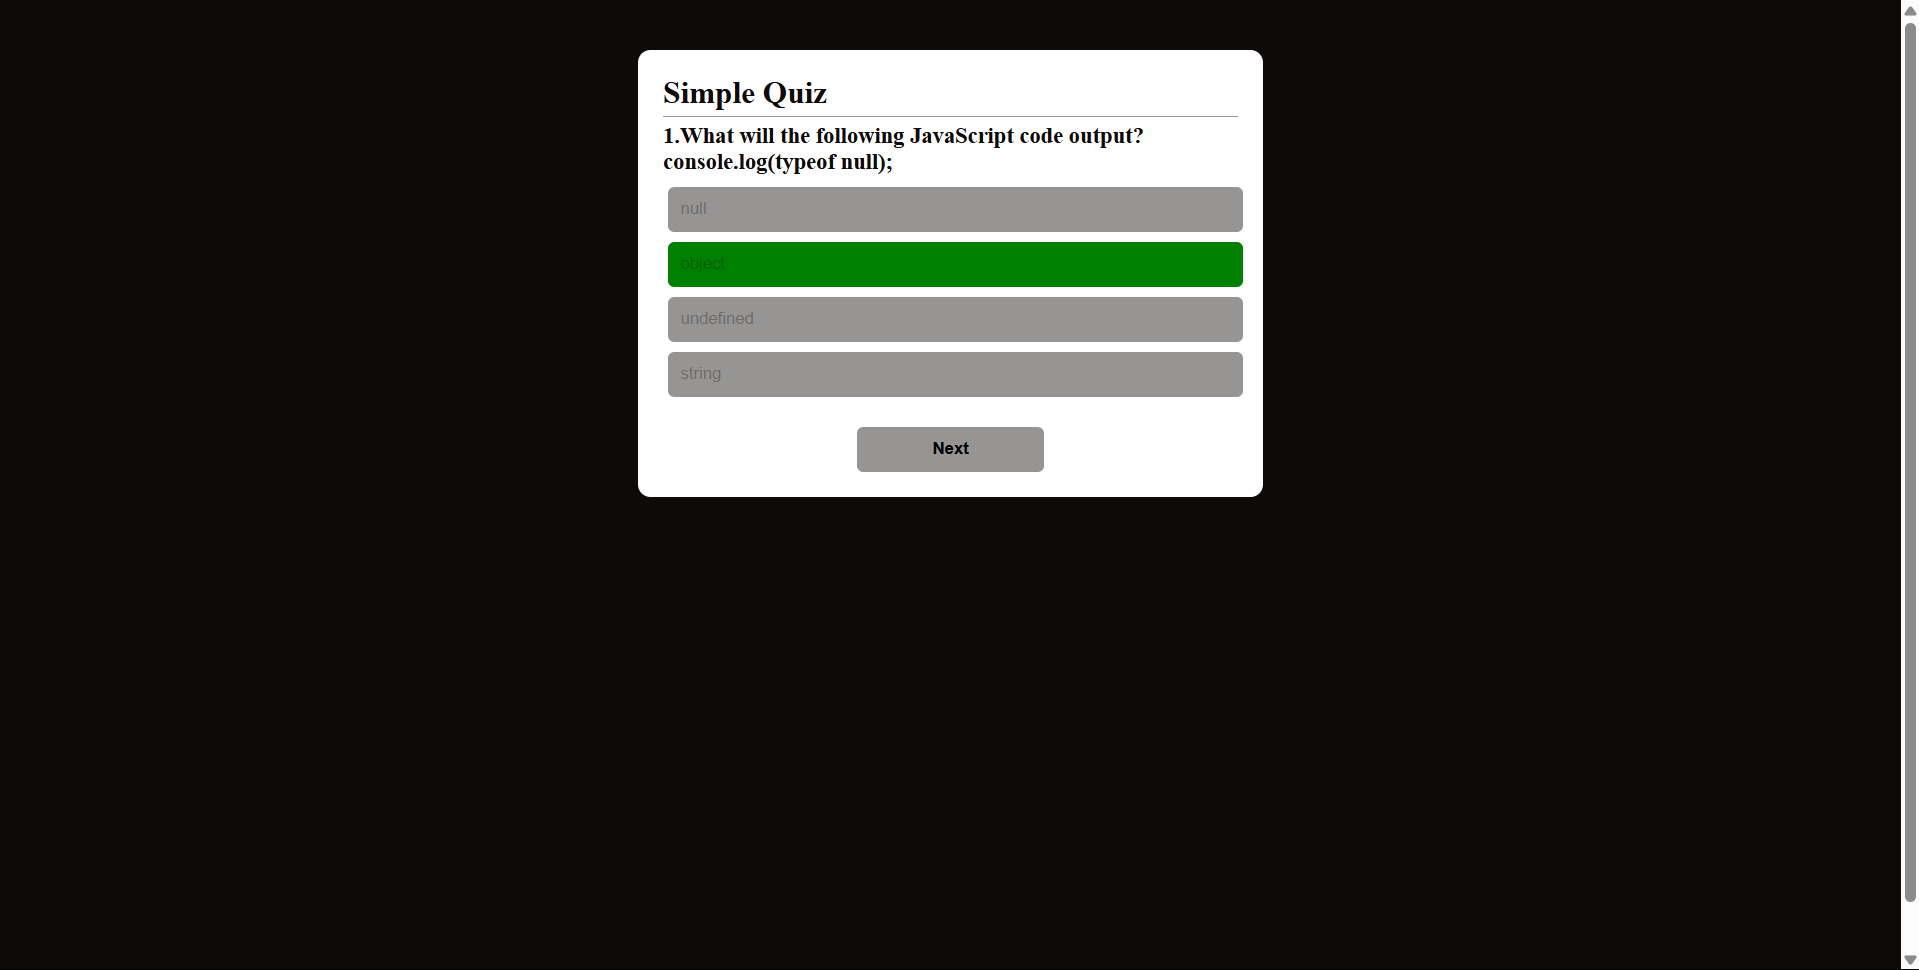 Simple Quiz
1.What will the following JavaScript code output?
console.log(typeof null);
null
object
undefined
string
Next